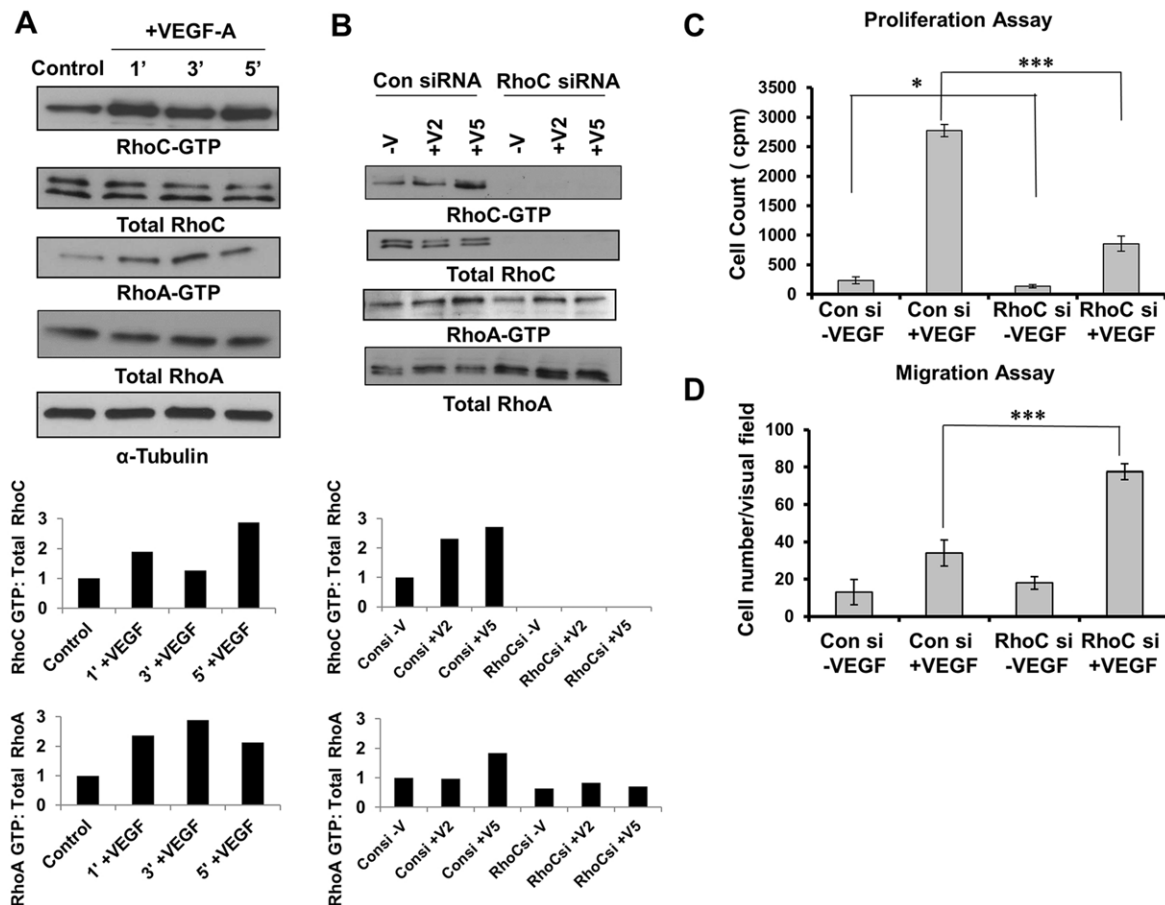 A
+VEGF-A
Control 1' 3' 5'
RhoC-GTP
Total RhoC
RhoA-GTP
Total RhoA
α-Tubulin
RhoC GTP: Total RhoC
3
2
1
0
Control
1' +VEGF
3' +VEGF
5' +VEGF
RhoA GTP: Total RhoA
3
2
1
0
Control
1' +VEGF
3' +VEGF
5' +VEGF
B
Con siRNA RhoC siRNA
-V +V2 +V5 -V +V2 +V5
RhoC-GTP
Total RhoC
RhoA-GTP
Total RhoA
3
2
1
0
RhoC GTP: Total RhoC
Consi -V
Consi +V2
Consi +V5
RhoCsi -V
RhoCsi +V2
RhoCsi +V5
RhoA GTP: Total RhoA
3
2
1
0
Consi -V
Consi +V2
Consi +V5
RhoCsi -V
RhoCsi +V2
RhoCsi +V5
C
Proliferation Assay
* ***
Cell Count ( cpm)
3500
3000
2500
2000
1500
1000
500
0
Con si Con si RhoC si RhoC si
-VEGF +VEGF -VEGF +VEGF
D
Migration Assay
***
Cell number/visual field
100
80
60
40
20
0
Con si Con si RhoC si RhoC si
-VEGF +VEGF -VEGF +VEGF